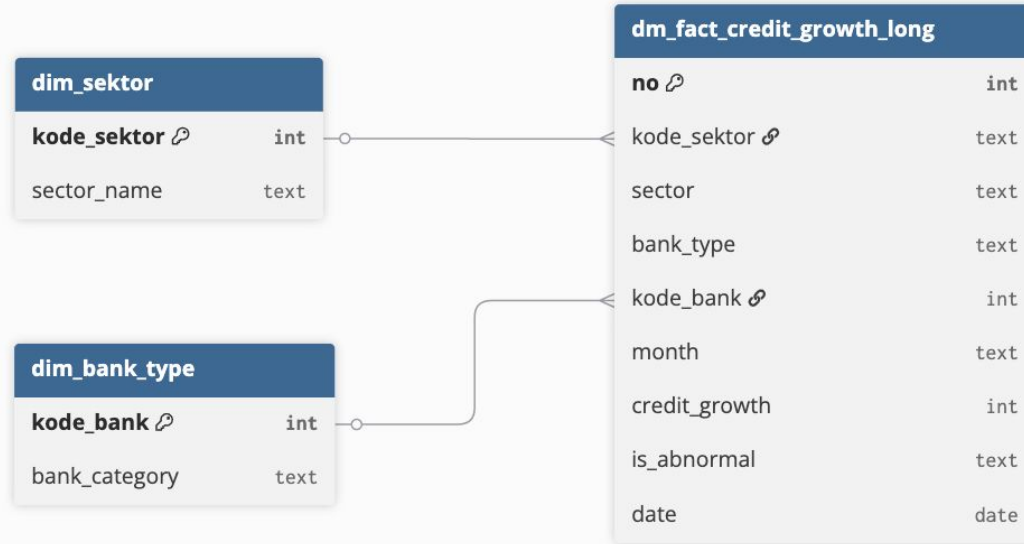 dim_sektor
kode_sektor int
sector_name text
dim_bank_type
kode_bank int
bank_category text
dm_fact_credit_growth_long
no int
kode_sektor text
sector text
bank_type text
kode_bank int
month text
credit_growth int
is_abnormal text
date date